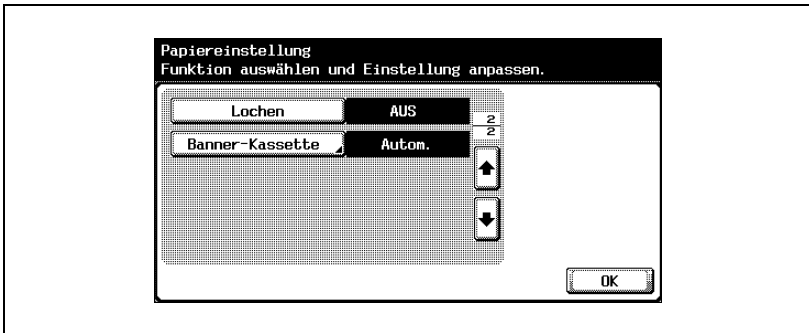 Papiereinstellung
Funktion auswählen und Einstellung anpassen.
Lochen AUS
2
2
Banner-Kassette Autom.
OK